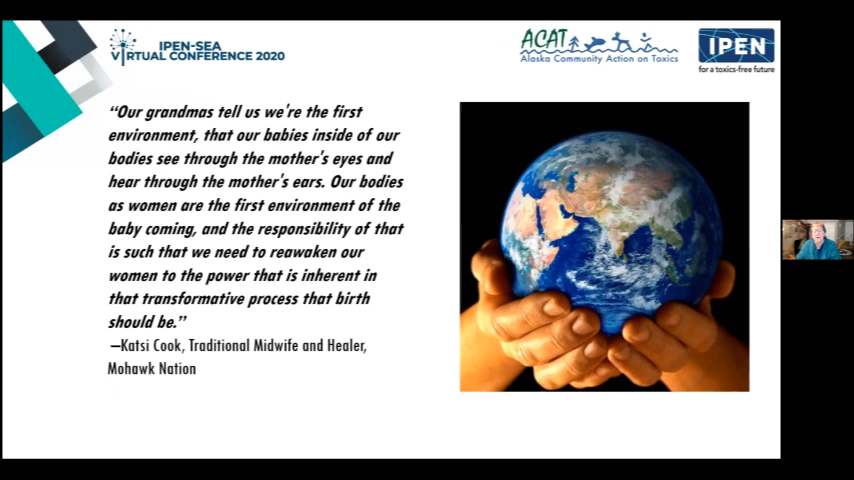 IPEN-SEA
VIRTUAL CONFERENCE 2020
ACAT
Alaska Community Action on Toxics
IPEN
for a toxics-free future
“Our grandmas tell us we're the first
environment, that our babies inside of our
bodies see through the mother's eyes and
hear through the mother's ears. Our bodies
as women are the first environment of the
baby coming, and the responsibility of that
is such that we need to reawaken our
women to the power that is inherent in
that transformative process that birth
should be.”
–Katsi Cook, Traditional Midwife and Healer,
Mohawk Nation